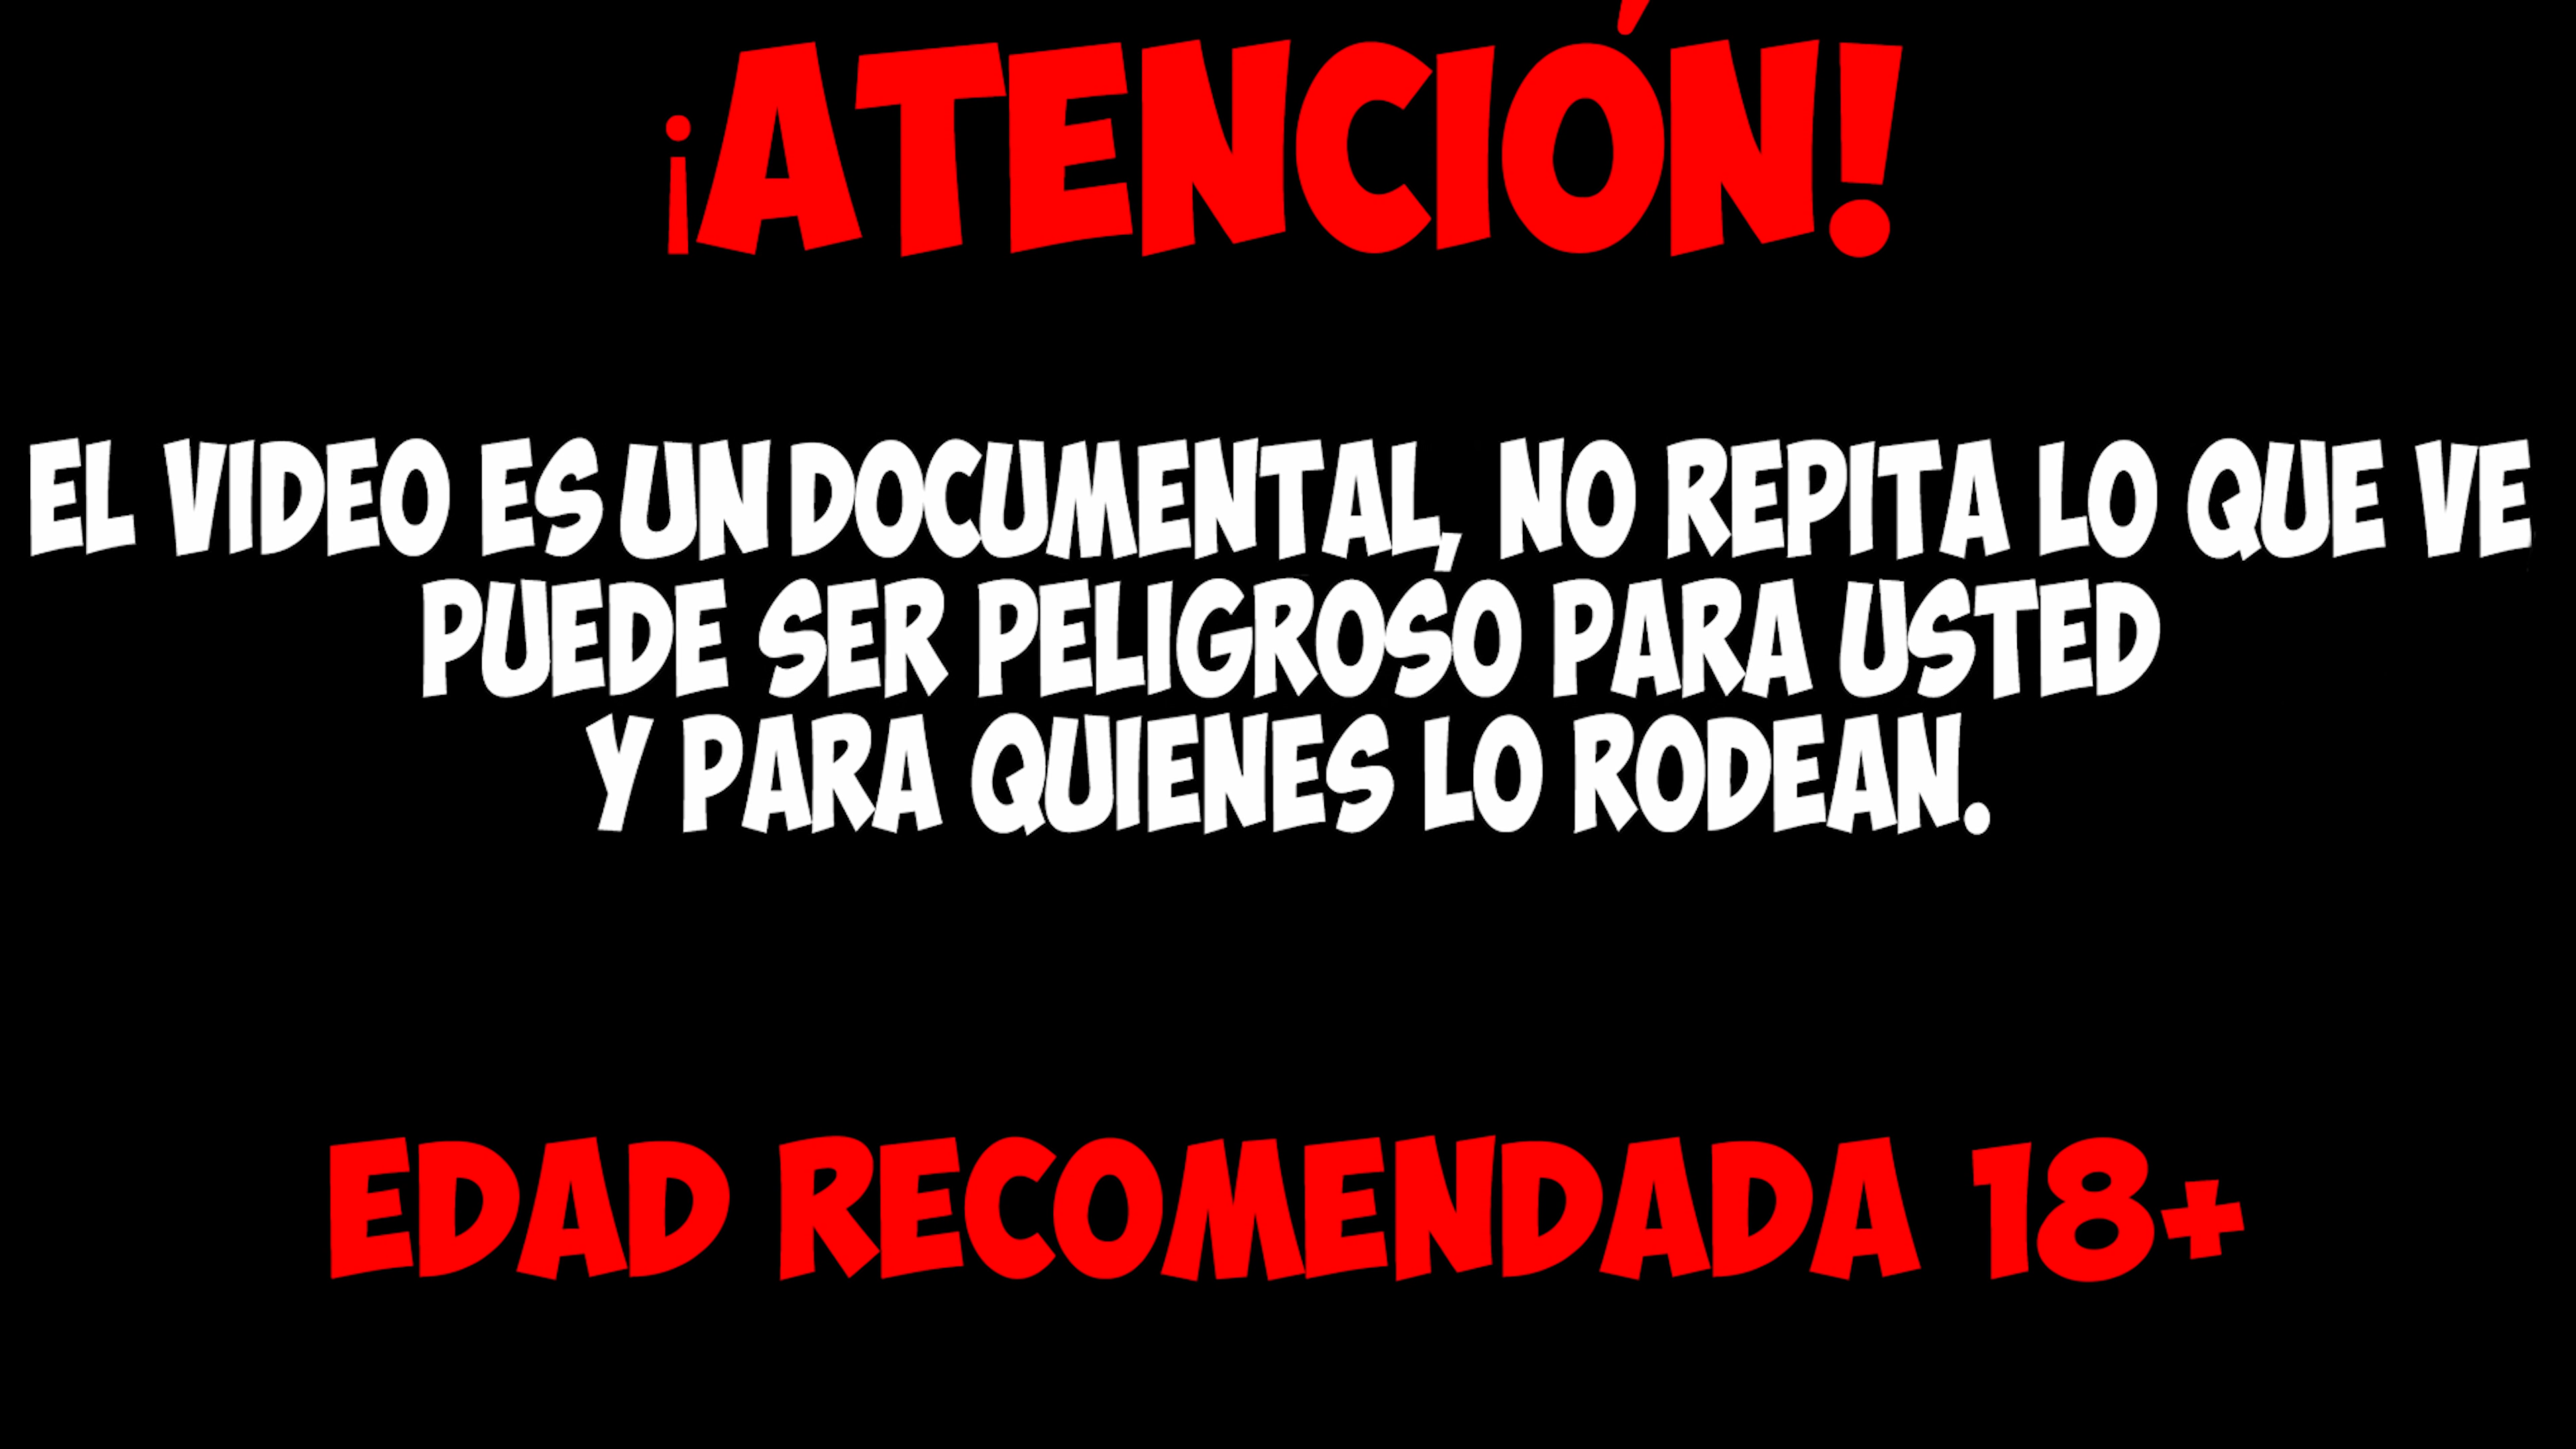 ¡ATENCIÓN!
EL VIDEO ES UN DOCUMENTAL, NO REPITA LO QUE VE
PUEDE SER PELIGROSO PARA USTED
Y PARA QUIENES LO RODEAN.
EDAD RECOMENDADA 18+